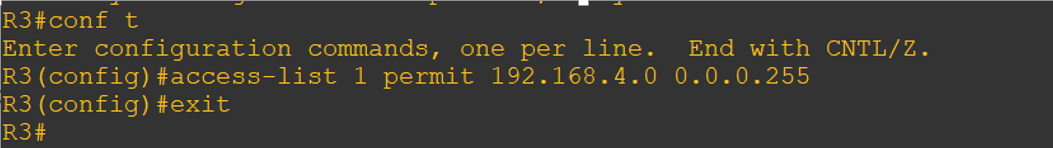 R3#conf t
Enter configuration commands, one per line.  End with CNTL/Z.
R3(config)#access-list 1 permit 192.168.4.0 0.0.0.255
R3(config)#exit
R3#